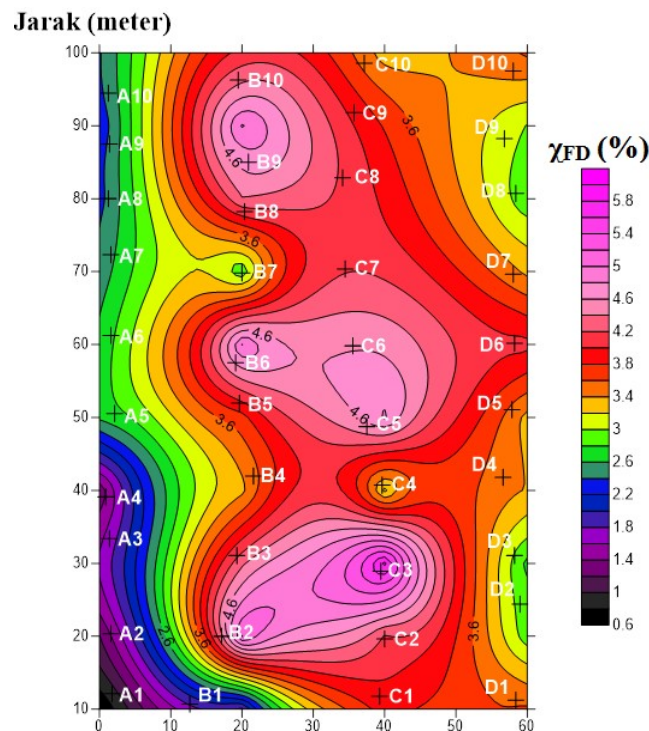 Jarak (meter)
100
90
80
70
60
50
40
30
20
10
0 10 20 30 40 50 60
A10
A9
A8
A7
A6
A5
A4
A3
A2
A1
B10
B9
B8
B7
B6
B5
B4
B3
B2
B1
C10
C9
C8
C7
C6
C5
C4
C3
C2
C1
D10
D9
D8
D7
D6
D5
D4
D3
D2
D1
4.6
3.6
3.6
4.6
3.6
4.6
4.6
2.6
3.6
3.6
χFD (%)
5.8
5.4
5
4.6
4.2
3.8
3.4
3
2.6
2.2
1.8
1.4
1
0.6